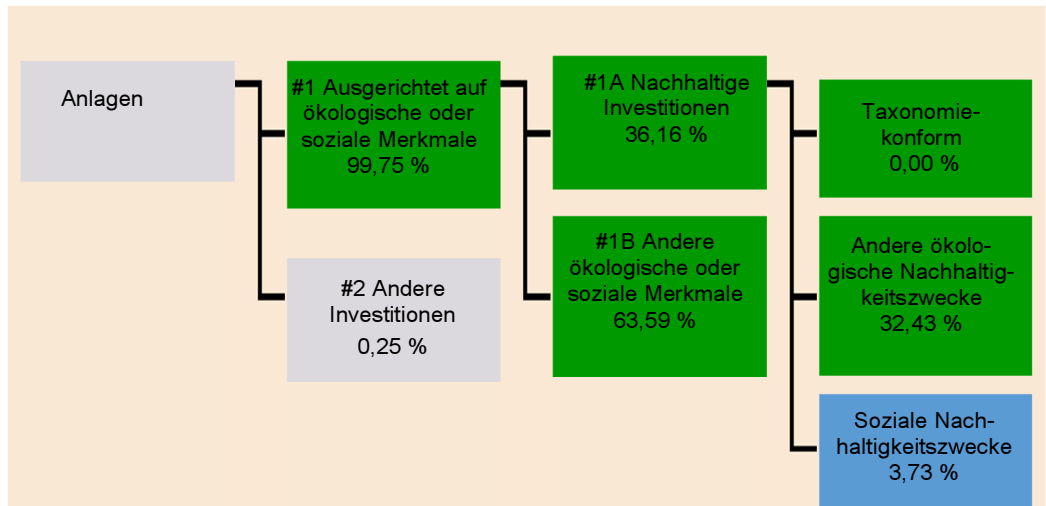 Anlagen
#1 Ausgerichtet auf
ökologische oder
soziale Merkmale
99,75 %
#2 Andere
Investitionen
0,25 %
#1A Nachhaltige
Investitionen
36,16 %
#1B Andere
ökologische oder
soziale Merkmale
63,59 %
Taxonomie-
konform
0,00 %
Andere ökolo-
gische Nachhaltig-
keitszwecke
32,43 %
Soziale Nach-
haltigkeitszwecke
3,73 %